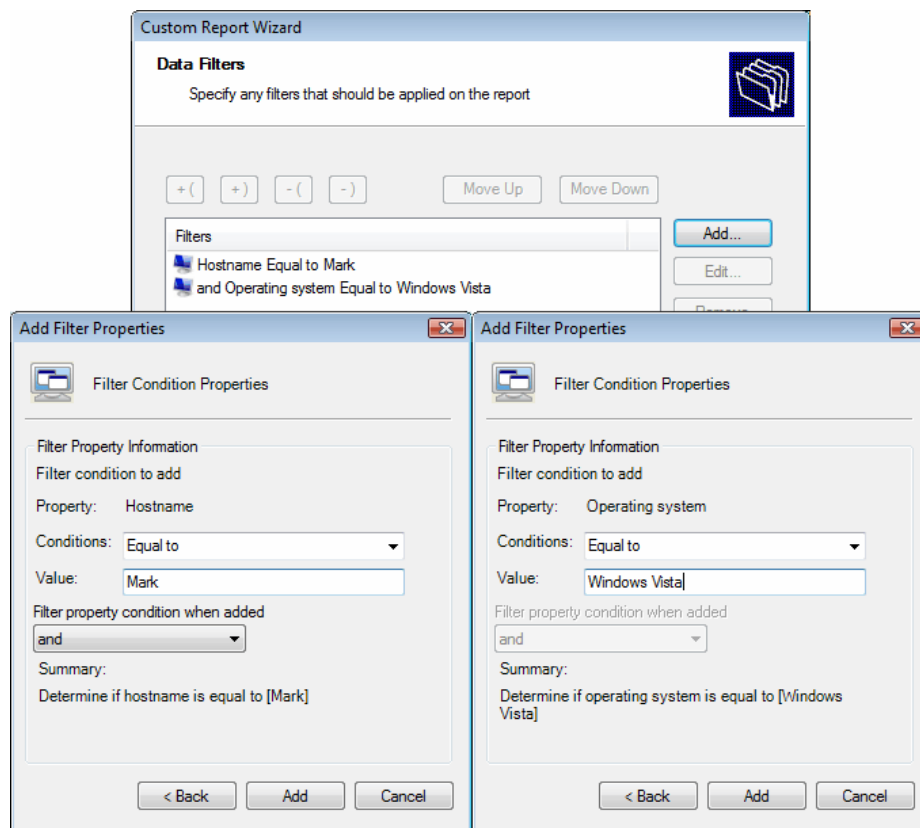 Custom Report Wizard
Data Filters
Specify any filters that should be applied on the report
+ ( + ) - ( - ) Move Up Move Down
Filters
Add...
Hostname Equal to Mark
Edit...
and Operating system Equal to Windows Vista
Remove
Add Filter Properties
Filter Condition Properties
Filter Property Information
Filter condition to add
Property: Hostname
Conditions: Equal to
Value: Mark
Filter property condition when added
and
Summary:
Determine if hostname is equal to [Mark]
< Back Add Cancel
Add Filter Properties
Filter Condition Properties
Filter Property Information
Filter condition to add
Property: Operating system
Conditions: Equal to
Value: Windows Vista
Filter property condition when added
and
Summary:
Determine if operating system is equal to [Windows
Vista]
< Back Add Cancel